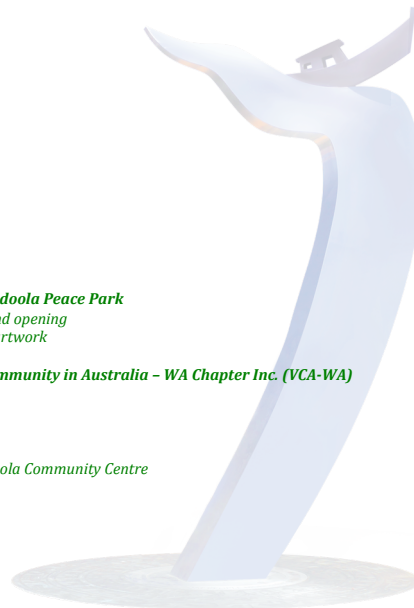 doola Peace Park
d opening
rtwork
mmunity in Australia – WA Chapter Inc. (VCA-WA)
ola Community Centre